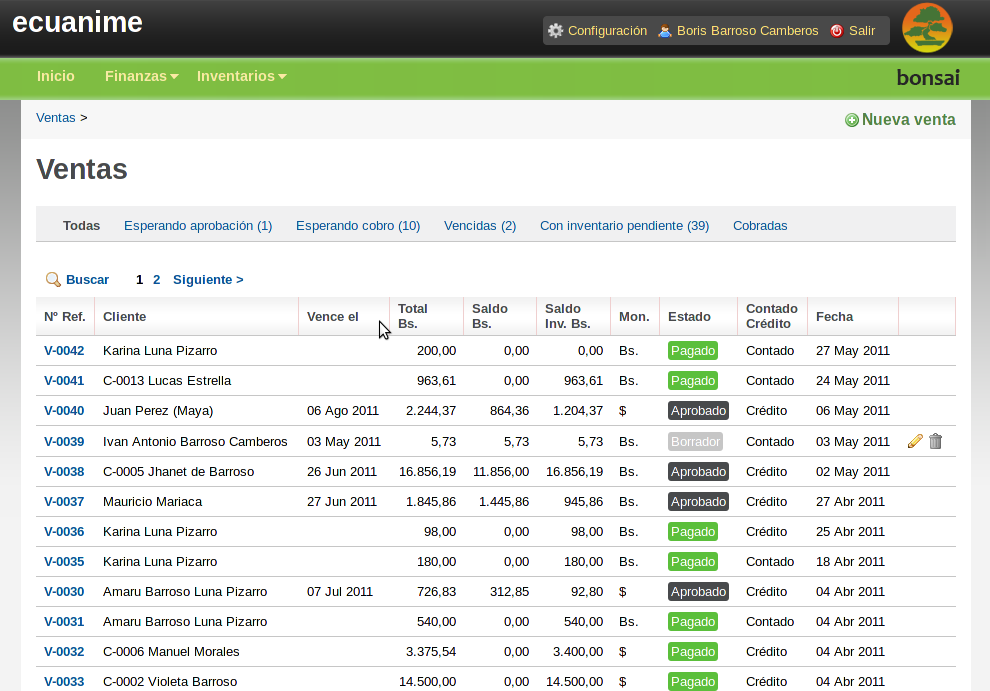 ecuanime
Configuración Boris Barroso Camberos Salir
Inicio Finanzas Inventarios bonsai
Ventas > Nueva venta
Ventas
Todas Esperando aprobación (1) Esperando cobro (10) Vencidas (2) Con inventario pendiente (39) Cobradas
Buscar 1 2 Siguiente >
Nº Ref. Cliente Vence el Total Bs. Saldo Bs. Saldo Inv. Bs. Mon. Estado Contado Crédito Fecha
V-0042 Karina Luna Pizarro 200,00 0,00 0,00 Bs. Pagado Contado 27 May 2011
V-0041 C-0013 Lucas Estrella 963,61 0,00 963,61 Bs. Pagado Contado 24 May 2011
V-0040 Juan Perez (Maya) 06 Ago 2011 2.244,37 864,36 1.204,37 $ Aprobado Crédito 06 May 2011
V-0039 Ivan Antonio Barroso Camberos 03 May 2011 5,73 5,73 5,73 Bs. Borrador Contado 03 May 2011
V-0038 C-0005 Jhanet de Barroso 26 Jun 2011 16.856,19 11.856,00 16.856,19 Bs. Aprobado Crédito 02 May 2011
V-0037 Mauricio Mariaca 27 Jun 2011 1.845,86 1.445,86 945,86 Bs. Aprobado Crédito 27 Abr 2011
V-0036 Karina Luna Pizarro 98,00 0,00 98,00 Bs. Pagado Crédito 25 Abr 2011
V-0035 Karina Luna Pizarro 180,00 0,00 180,00 Bs. Pagado Contado 18 Abr 2011
V-0030 Amaru Barroso Luna Pizarro 07 Jul 2011 726,83 312,85 92,80 $ Aprobado Crédito 04 Abr 2011
V-0031 Amaru Barroso Luna Pizarro 540,00 0,00 540,00 Bs. Pagado Contado 04 Abr 2011
V-0032 C-0006 Manuel Morales 3.375,54 0,00 3.400,00 $ Pagado Crédito 04 Abr 2011
V-0033 C-0002 Violeta Barroso 14.500,00 0,00 14.500,00 $ Pagado Crédito 04 Abr 2011